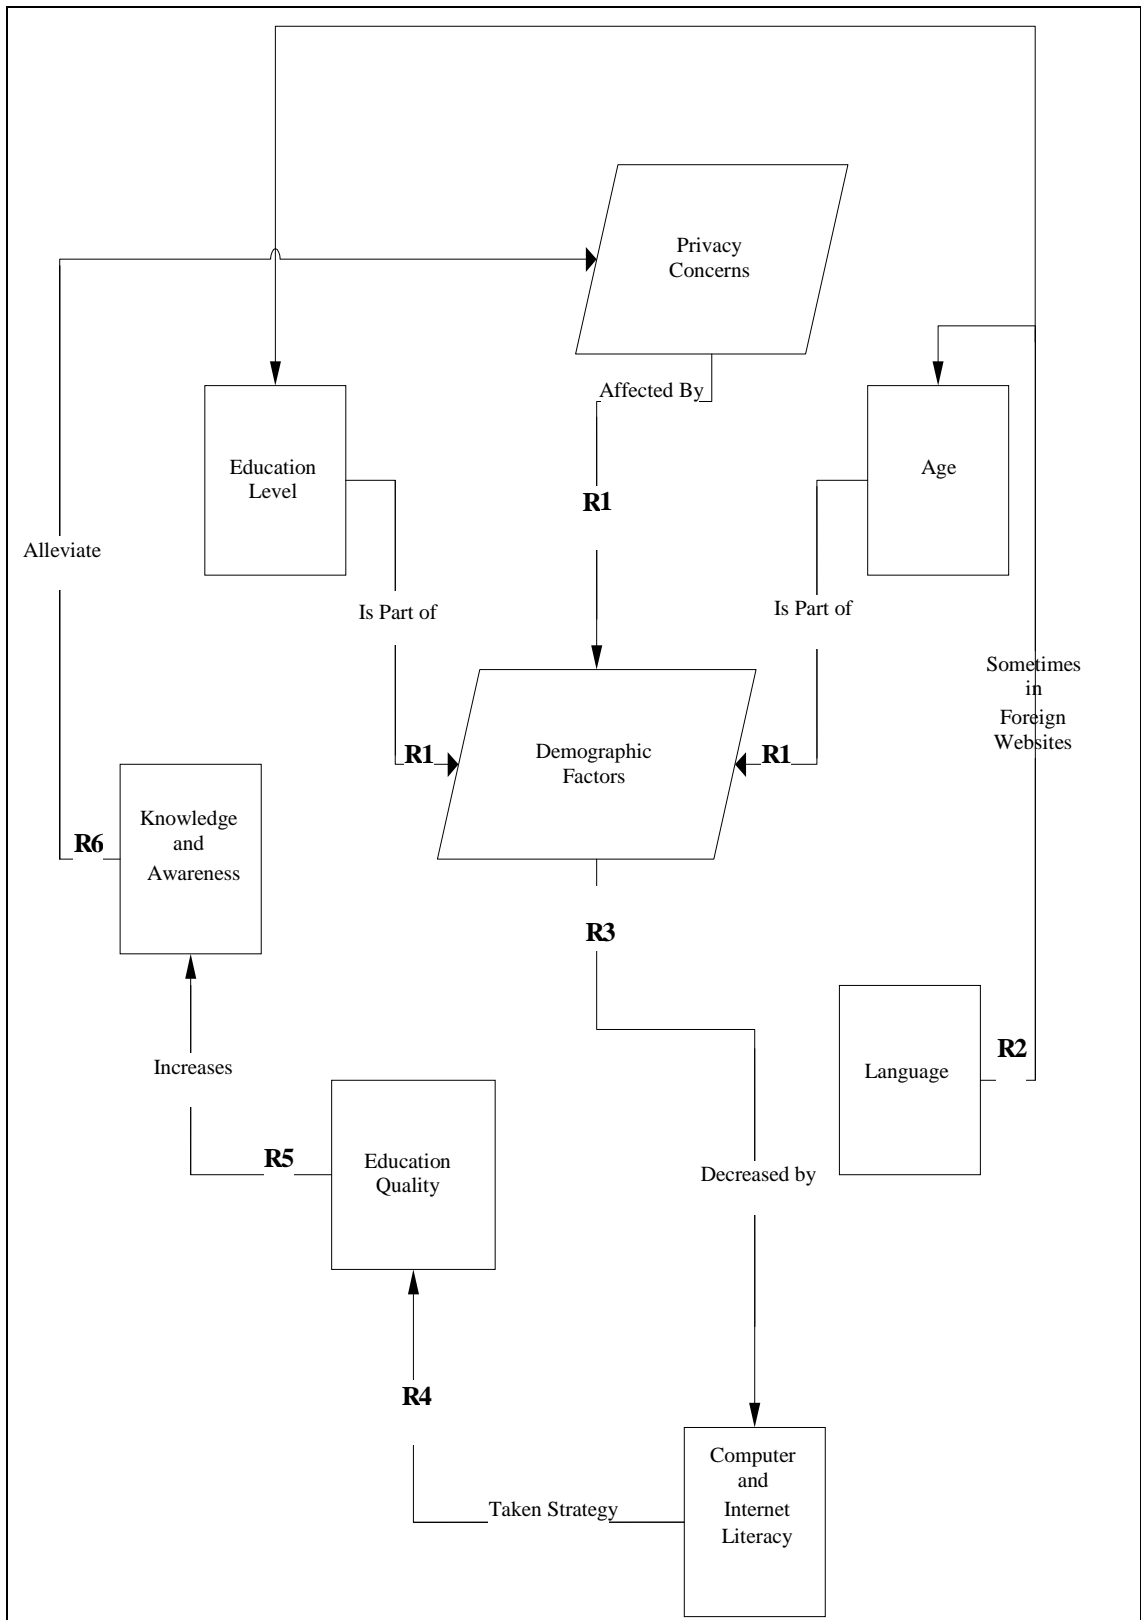 Privacy
Concerns
Affected By
Education
Level
Age
R1
Alleviate
Is Part of
Is Part of
Sometimes
in
Foreign
Websites
R1
Demographic
Factors
R1
Knowledge
and
Awareness
R6
R3
Increases
Language
R2
R5
Education
Quality
Decreased by
R4
Taken Strategy
Computer
and
Internet
Literacy